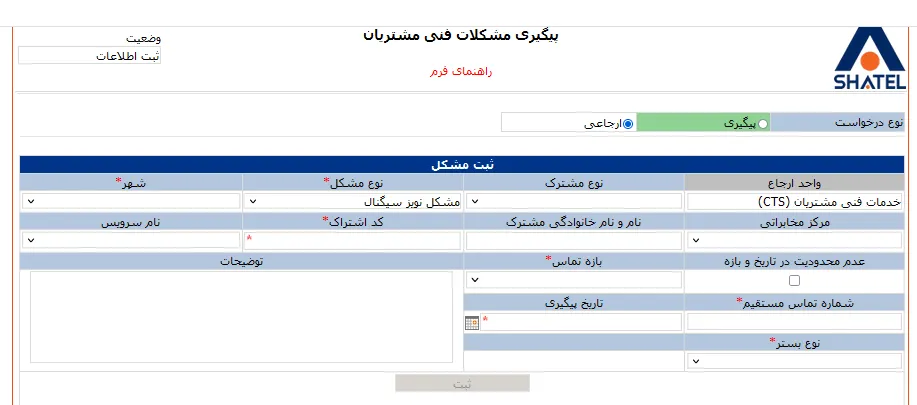 پیگیری مشکلات فنی مشتریان
وضعیت
ثبت اطلاعات
راهنمای فرم
SHATEL
نوع درخواست پیگیری ارجاعی
ثبت مشکل
واحد ارجاع نوع مشترک نوع مشکل* شهر*
خدمات فنی مشتریان (CTS) مشکل نویز سیگنال
مرکز مخابراتی نام و نام خانوادگی مشترک کد اشتراک* نام سرویس
*
عدم محدودیت در تاریخ و بازه بازه تماس* توضیحات
شماره تماس مستقیم* تاریخ پیگیری
*
نوع بستر*
ثبت